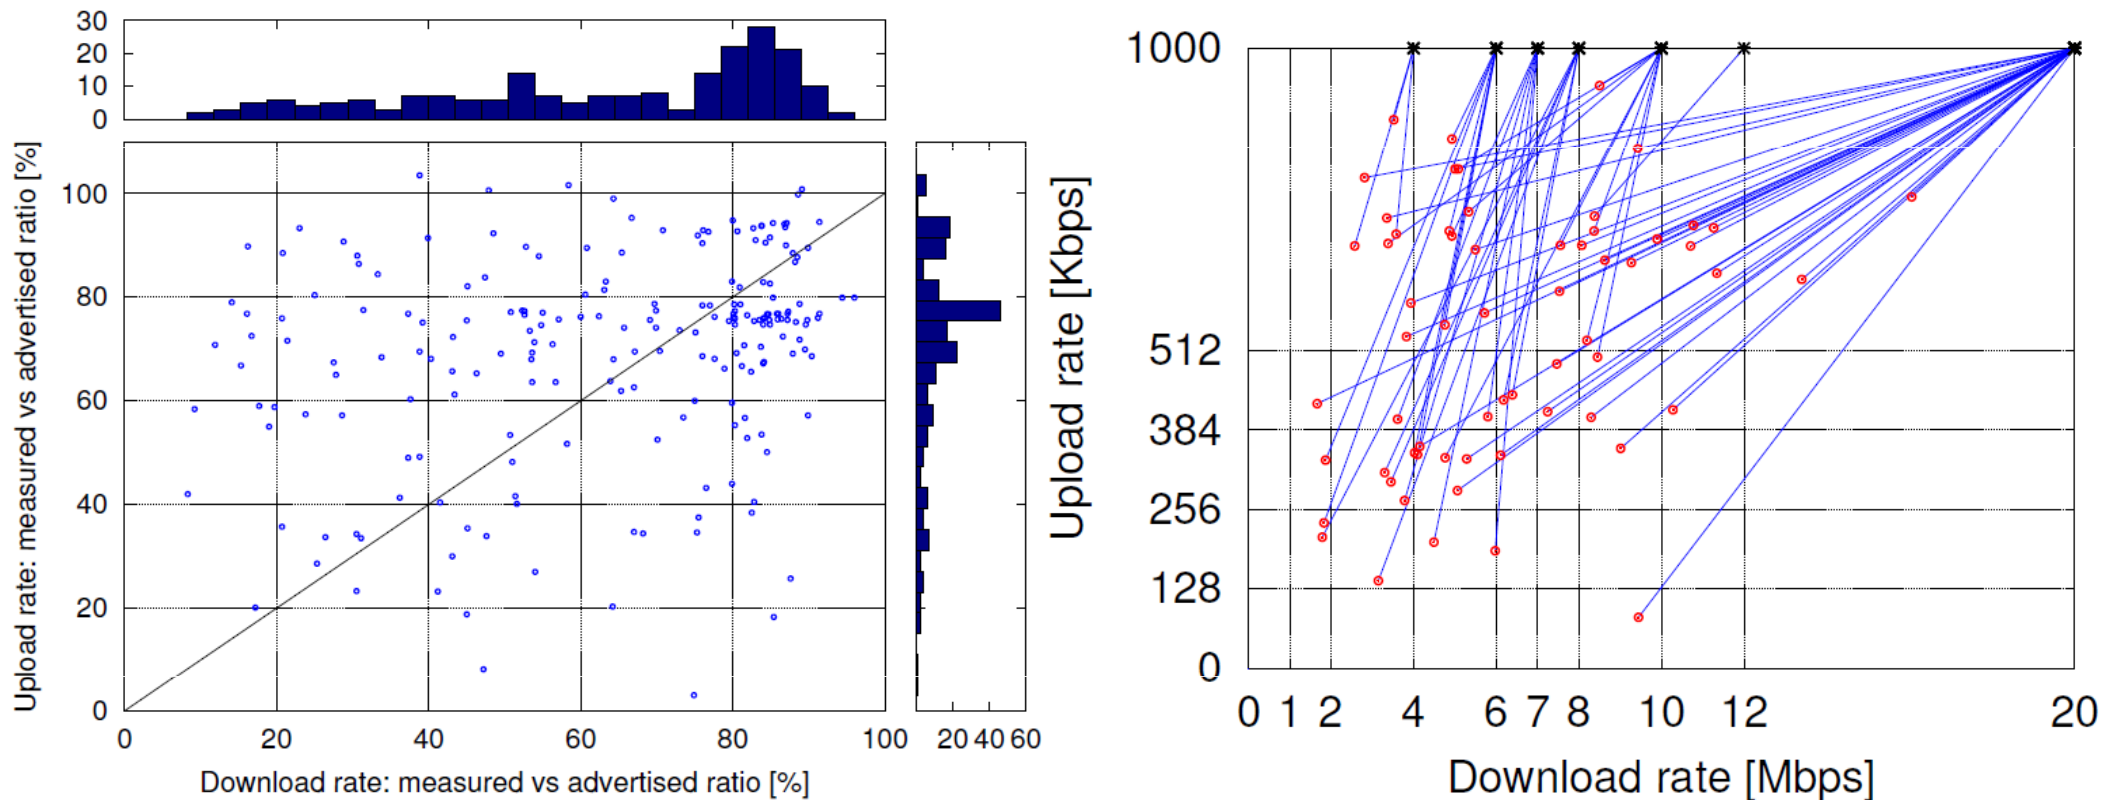 30
20
10
0
Upload rate: measured vs advertised ratio [%]
100
80
60
40
20
0
0 20 40 60 80 100
20 40 60
Download rate: measured vs advertised ratio [%]
Upload rate [Kbps]
1000
512
384
256
128
0
0 1 2 4 6 7 8 10 12 20
Download rate [Mbps]